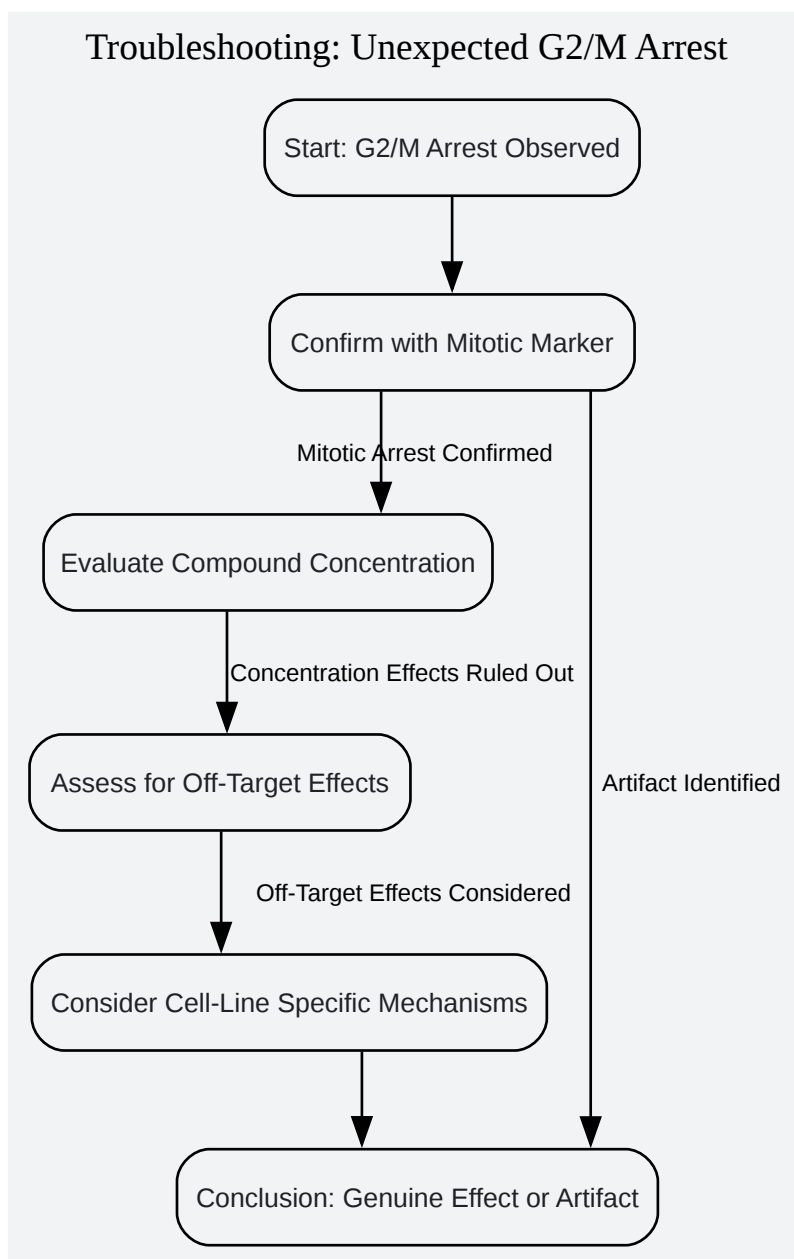 Troubleshooting: Unexpected G2/M Arrest
Start: G2/M Arrest Observed
Confirm with Mitotic Marker
Mitotic Arrest Confirmed
Evaluate Compound Concentration
Concentration Effects Ruled Out
Assess for Off-Target Effects
Artifact Identified
Off-Target Effects Considered
Consider Cell-Line Specific Mechanisms
Conclusion: Genuine Effect or Artifact